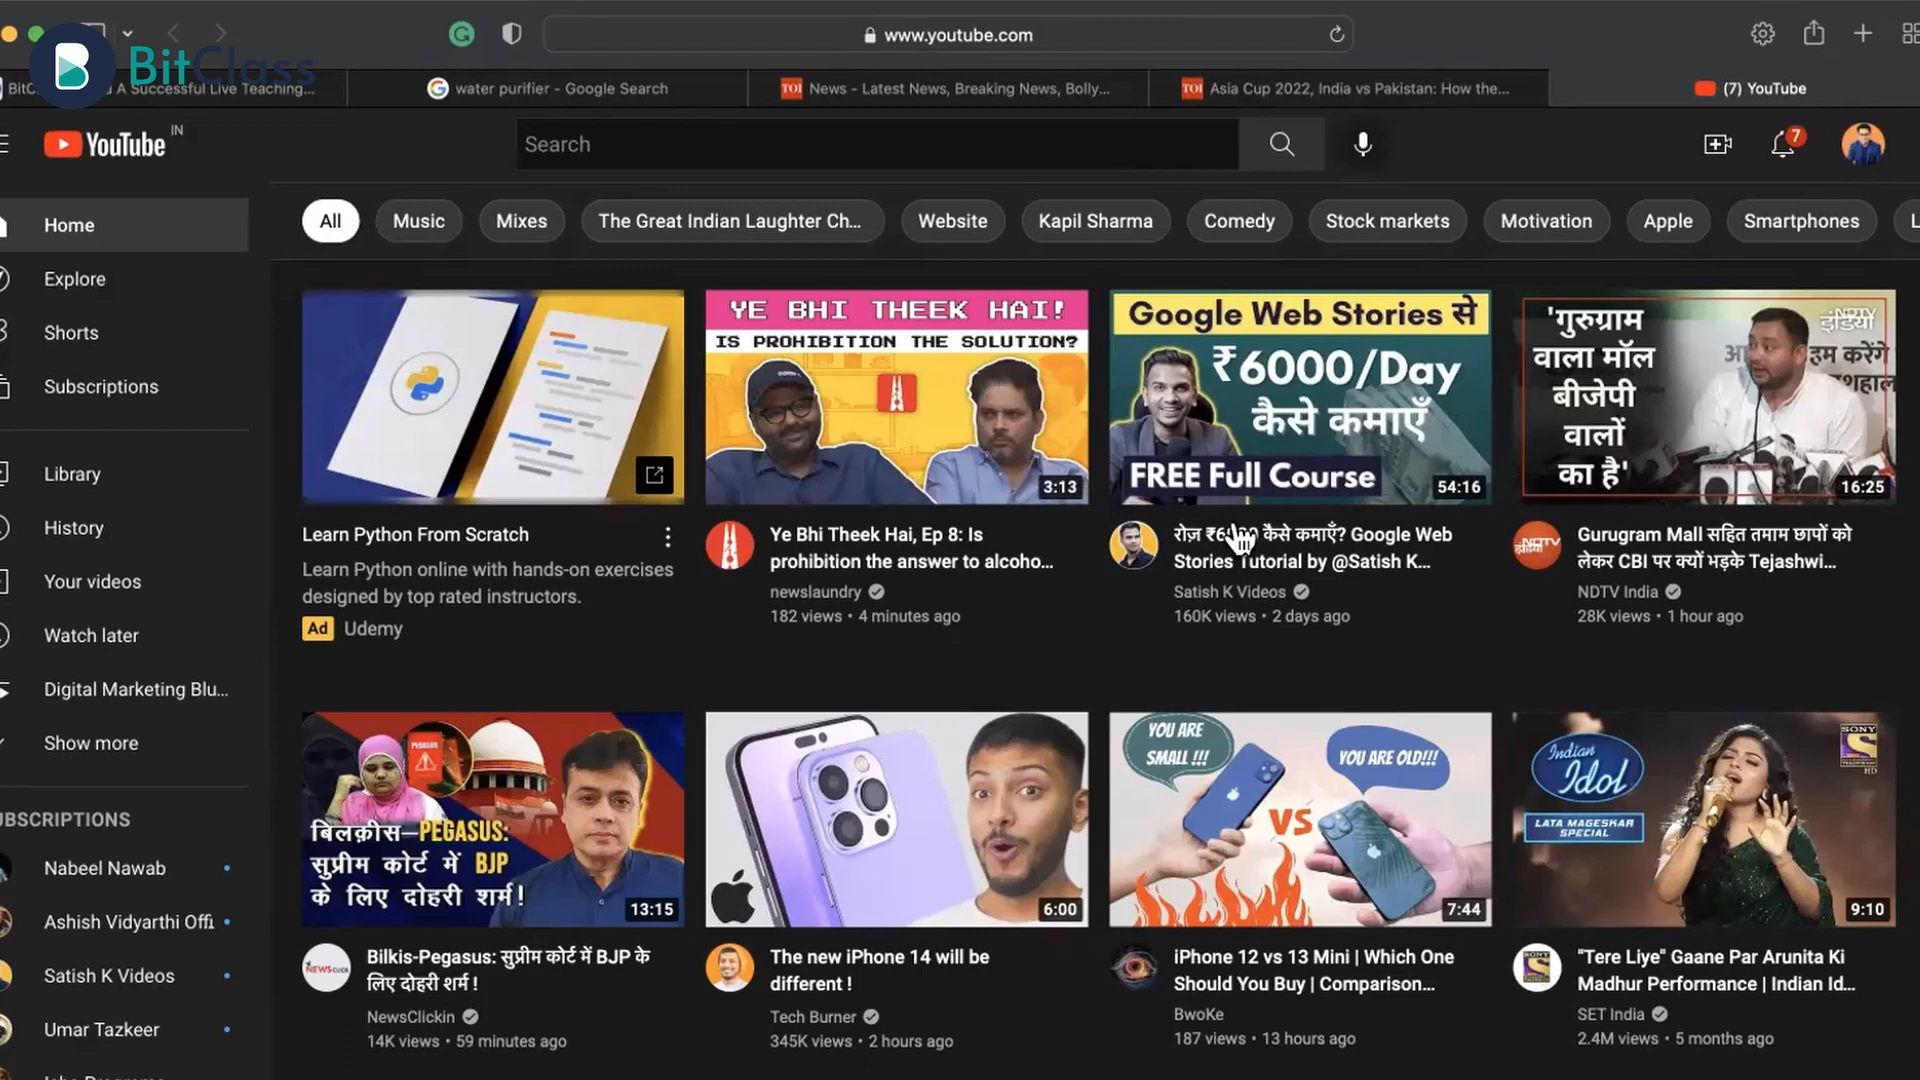 BitClass
www.youtube.com
A Successful Live Teaching...
water purifier - Google Search
TOI News - Latest News, Breaking News, Bolly...
TOI Asia Cup 2022, India vs Pakistan: How the...
(7) YouTube
YouTube IN
Search
7
Home
Explore
Shorts
Subscriptions
Library
History
Your videos
Watch later
Digital Marketing Blu...
Show more
UBSCRIPTIONS
Nabeel Nawab
Ashish Vidyarthi Offi
Satish K Videos
Umar Tazkeer
All
Music
Mixes
The Great Indian Laughter Ch...
Website
Kapil Sharma
Comedy
Stock markets
Motivation
Apple
Smartphones
Learn Python From Scratch
Learn Python online with hands-on exercises
designed by top rated instructors.
Ad Udemy
YE BHI THEEK HAI!
IS PROHIBITION THE SOLUTION?
3:13
Ye Bhi Theek Hai, Ep 8: Is
prohibition the answer to alcoho...
newslaundry
182 views • 4 minutes ago
Google Web Stories से
₹6000/Day
कैसे कमाएँ
FREE Full Course
54:16
रोज़ कैसे कमाएँ? Google Web
Stories Tutorial by @Satish K...
Satish K Videos
160K views • 2 days ago
'गुरुग्राम
वाला मॉल
बीजेपी
वालों
का है'
NDTV
इंडिया
हम करेंगे
16:25
Gurugram Mall सहित तमाम छापों को
लेकर CBI पर क्यों भड़के Tejashwi...
NDTV India
28K views • 1 hour ago
PEGASUS
बिलक़ीस–PEGASUS:
सुप्रीम कोर्ट में BJP
के लिए दोहरी शर्म!
13:15
NEWSCLICK
Bilkis-Pegasus: सुप्रीम कोर्ट में BJP के
लिए दोहरी शर्म !
NewsClickin
14K views • 59 minutes ago
6:00
The new iPhone 14 will be
different !
Tech Burner
345K views • 2 hours ago
YOU ARE
SMALL !!!
YOU ARE OLD!!!
VS
7:44
iPhone 12 vs 13 Mini | Which One
Should You Buy | Comparison...
BwoKe
187 views • 13 hours ago
Indian
Idol
LATA MAGESKAR
SPECIAL
SONY
HD
9:10
"Tere Liye" Gaane Par Arunita Ki
Madhur Performance | Indian Id...
SET India
2.4M views • 5 months ago